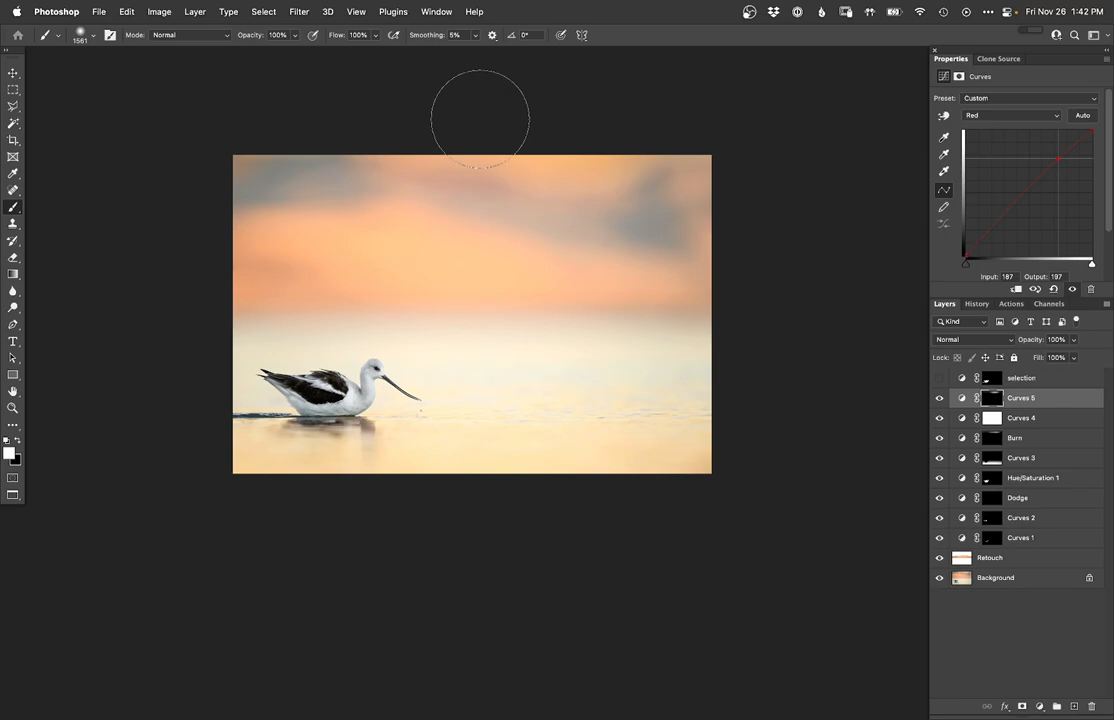 Photoshop File Edit Image Layer Type Select Filter 3D View Plugins Window Help Fri Nov 26 1:42 PM
1561 Mode: Normal Opacity: 100% Flow: 100% Smoothing: 5% 0°
Properties Clone Source
Curves
Preset: Custom
Red Auto
Input: 187 Output: 197
Layers History Actions Channels
Kind
Normal Opacity: 100%
Lock: Fill: 100%
selection
Curves 5
Curves 4
Burn
Curves 3
Hue/Saturation 1
Dodge
Curves 2
Curves 1
Retouch
Background